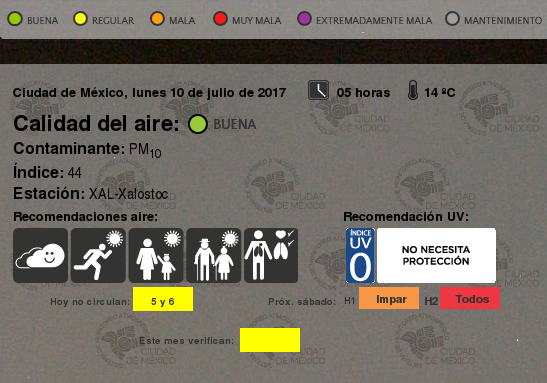 BUENA REGULAR MALA MUY MALA EXTREMADAMENTE MALA MANTENIMIENTO
Ciudad de México, lunes 10 de julio de 2017 05 horas 14 ºC
Calidad del aire: BUENA
Contaminante: PM10
Índice: 44
Estación: XAL-Xalostoc
Recomendaciones aire: Recomendación UV:
ÍNDICE
UV
0
NO NECESITA
PROTECCIÓN
Hoy no circulan: 5 y 6 Próx. sábado: H1 Impar H2 Todos
Este mes verifican:
CIUDAD
DE MÉXICO